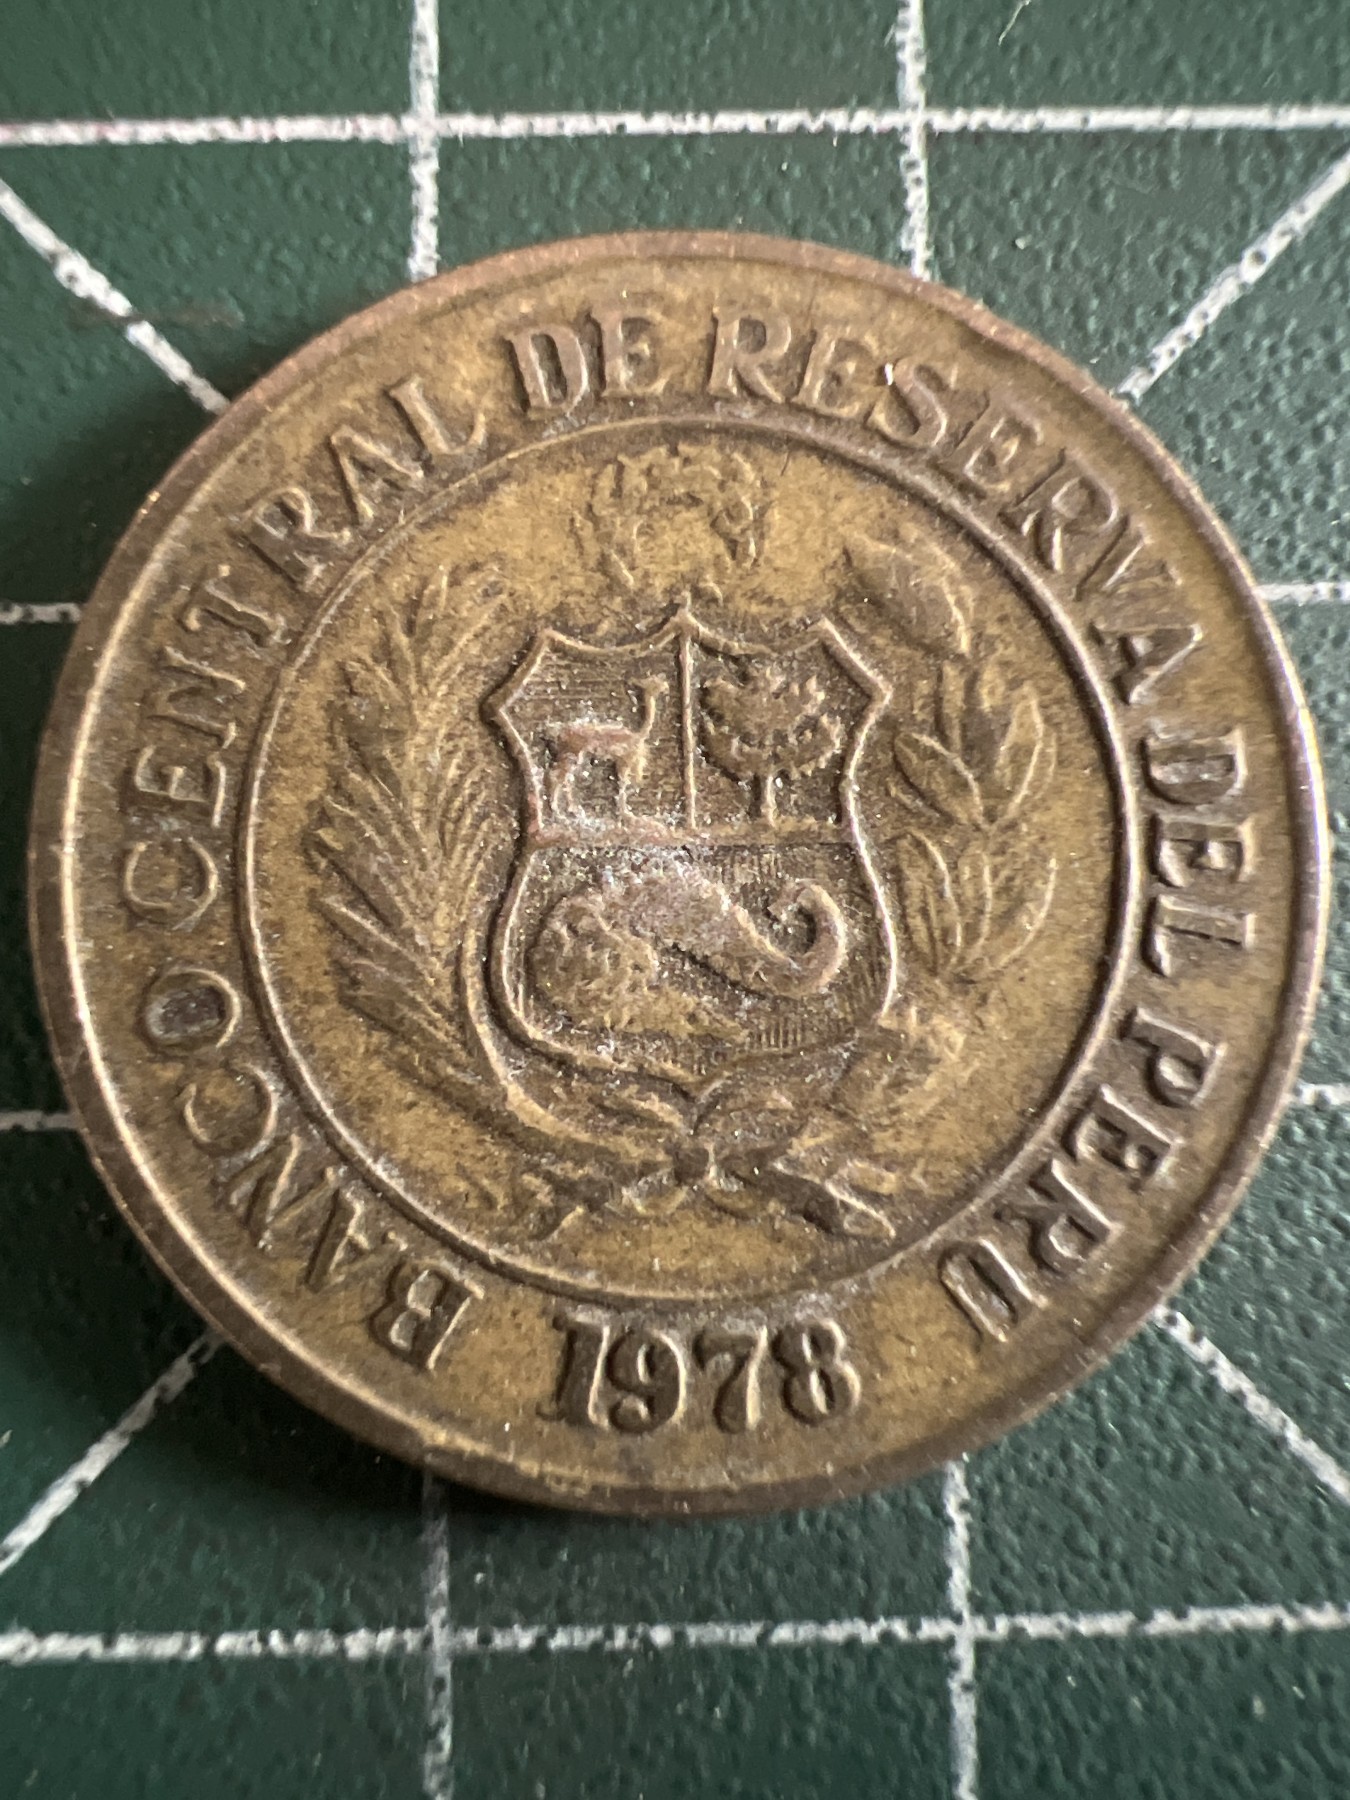 BANCO CENTRAL DE RESERVA DEL PERU
1978